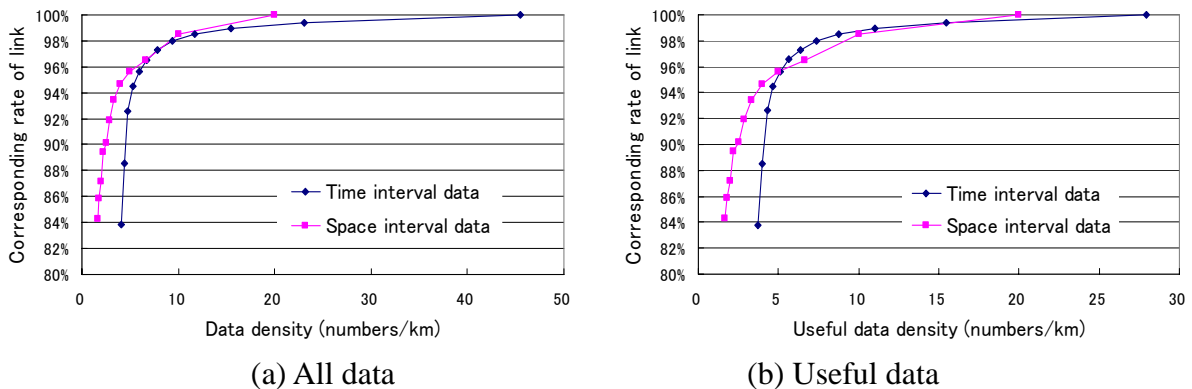 Corresponding rate of link
100%
98%
96%
94%
92%
90%
88%
86%
84%
82%
80%
Time interval data
Space interval data
0 10 20 30 40 50
Data density (numbers/km)
(a) All data
Corresponding rate of link
100%
98%
96%
94%
92%
90%
88%
86%
84%
82%
80%
Time interval data
Space interval data
0 5 10 15 20 25 30
Useful data density (numbers/km)
(b) Useful data